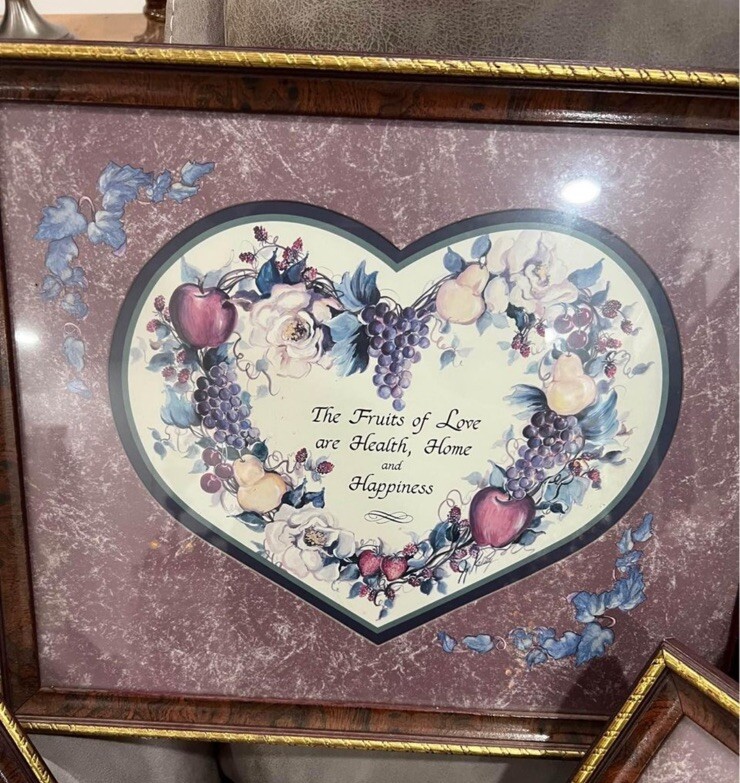 The Fruits of Love
are Health, Home
and
Happiness